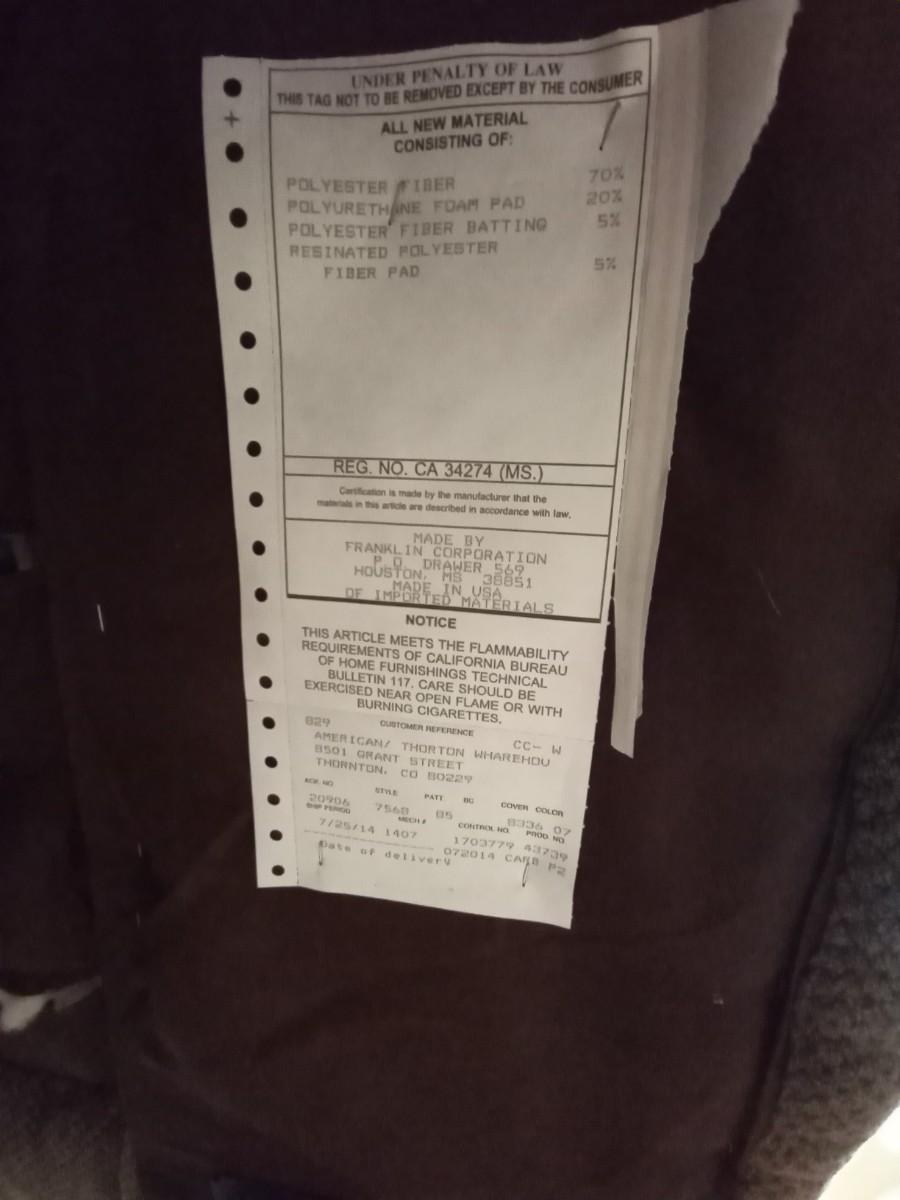 UNDER PENALTY OF LAW
THIS TAG NOT TO BE REMOVED EXCEPT BY THE CONSUMER
ALL NEW MATERIAL
CONSISTING OF:
POLYESTER FIBER 70%
POLYURETHANE FOAM PAD 20%
POLYESTER FIBER BATTING 5%
RESINATED POLYESTER
FIBER PAD 5%
REG. NO. CA 34274 (MS.)
Certification is made by the manufacturer that the
materials in this article are described in accordance with law.
MADE BY
FRANKLIN CORPORATION
P.O. DRAWER 569
HOUSTON, MS 38851
MADE IN USA
OF IMPORTED MATERIALS
NOTICE
THIS ARTICLE MEETS THE FLAMMABILITY
REQUIREMENTS OF CALIFORNIA BUREAU
OF HOME FURNISHINGS TECHNICAL
BULLETIN 117. CARE SHOULD BE
EXERCISED NEAR OPEN FLAME OR WITH
BURNING CIGARETTES.
829 CUSTOMER REFERENCE CC- W
AMERICAN/ THORTON WHAREHOU
8501 GRANT STREET
THORNTON, CO 80229
ACK. NO STYLE PATT BG COVER COLOR
20906 7568 85 8336 07
SHIP PERIOD MECH # CONTROL NO. PROD NO
7/25/14 1407 1703779 43739
072014 CARB P2
Date of delivery